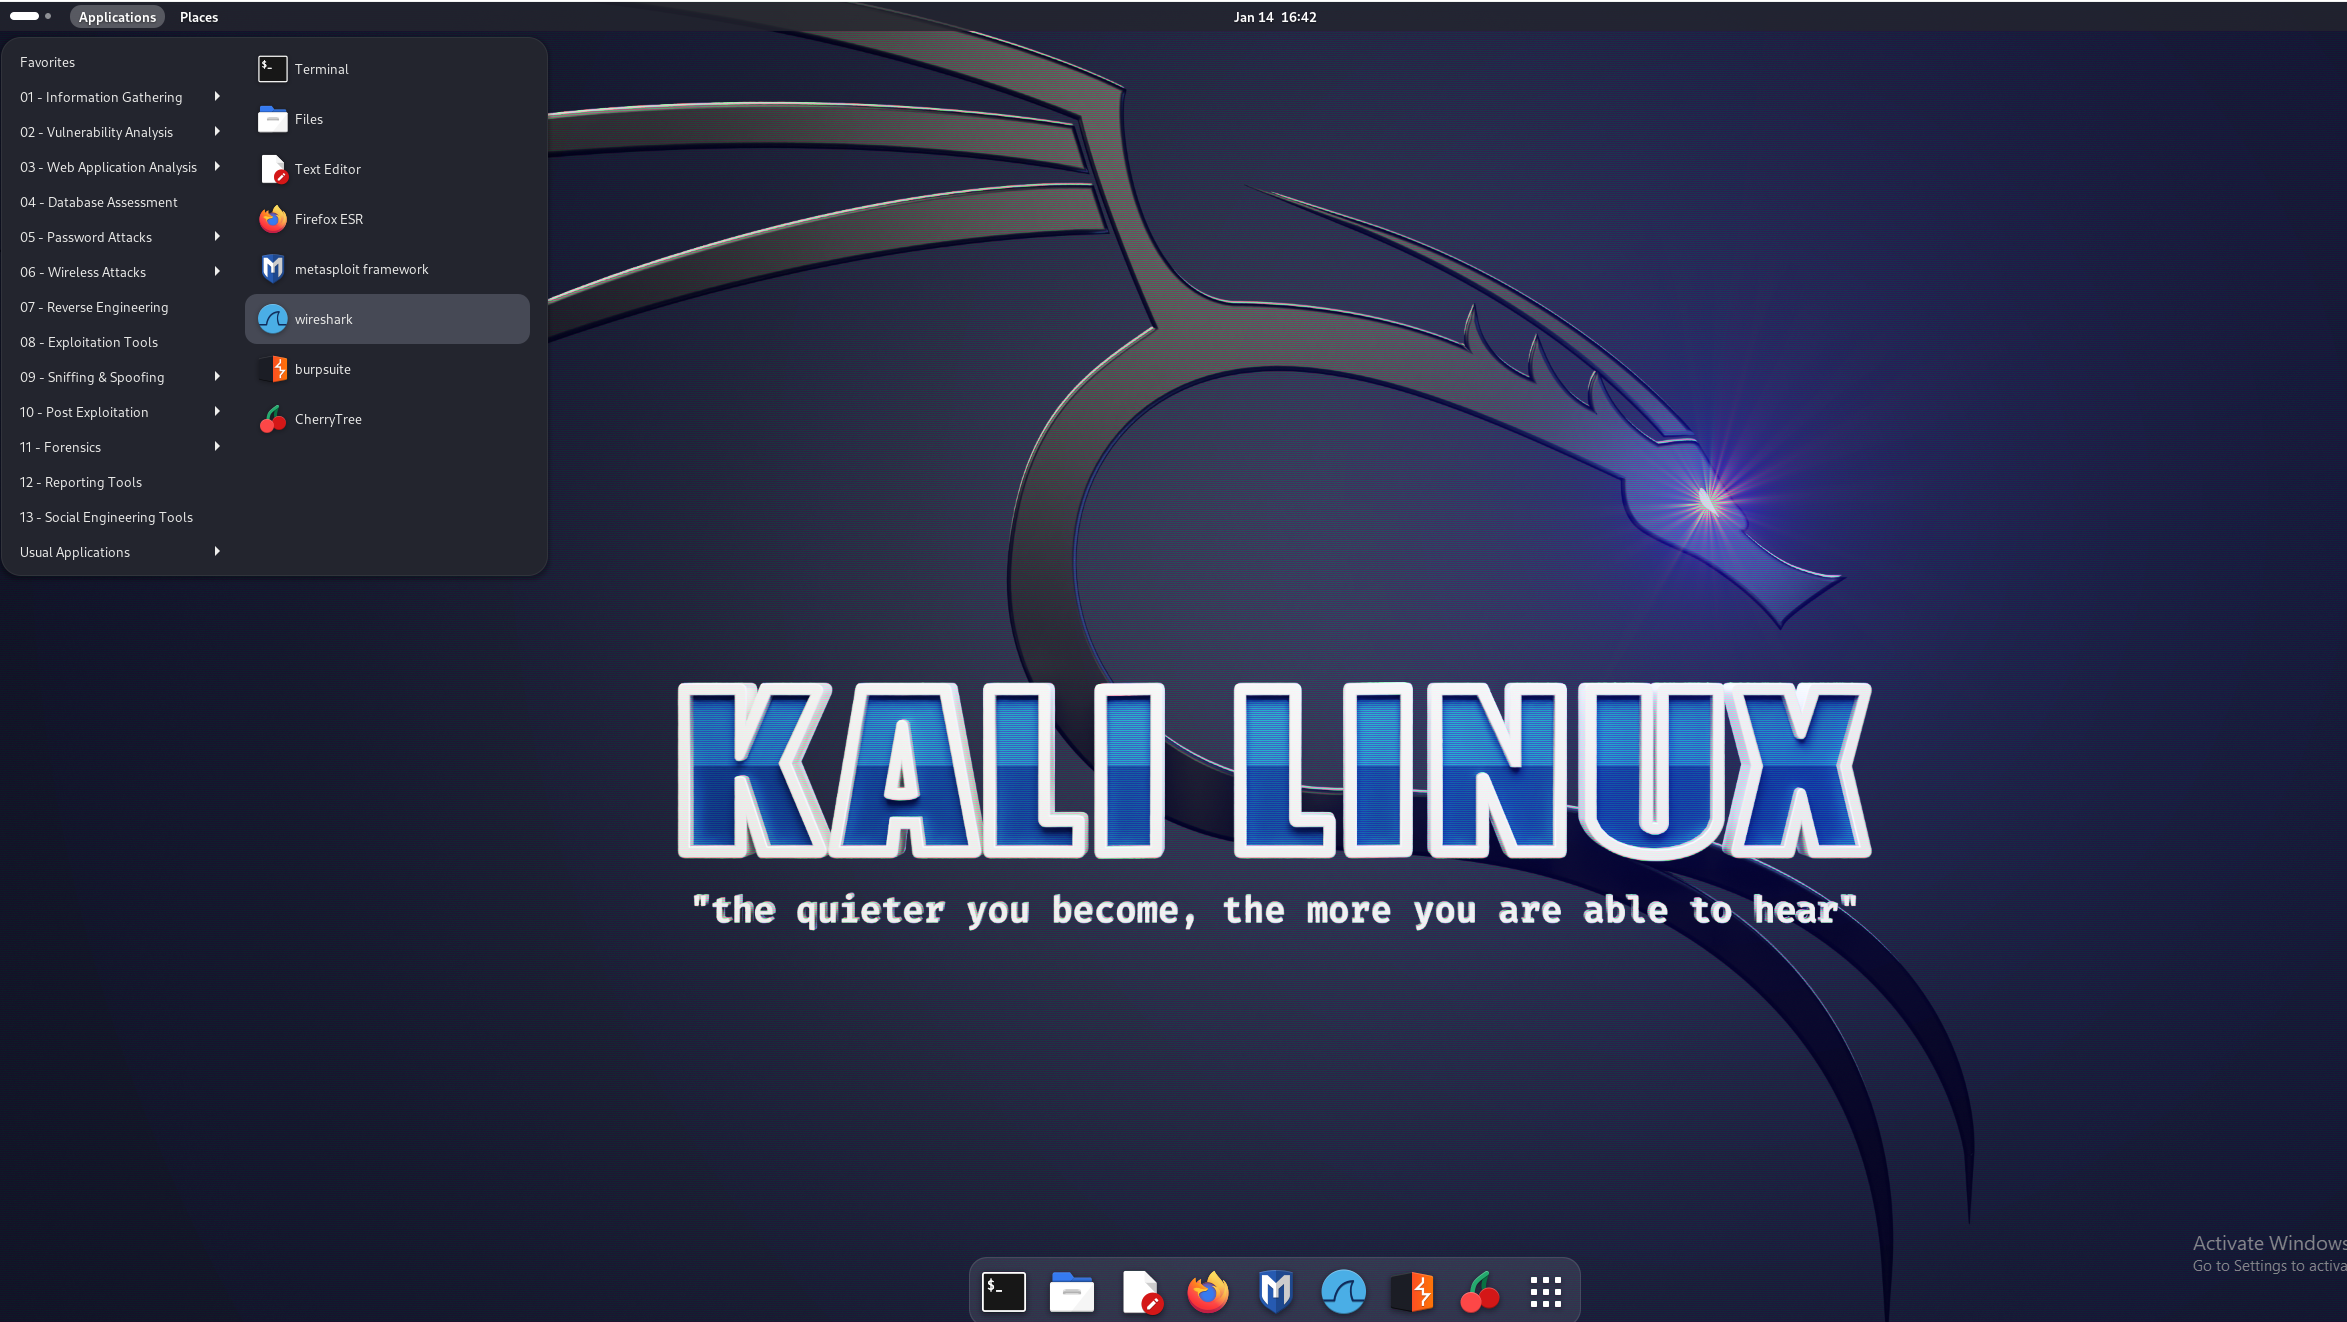 Applications Places Jan 14 16:42
Favorites
01 - Information Gathering
02 - Vulnerability Analysis
03 - Web Application Analysis
04 - Database Assessment
05 - Password Attacks
06 - Wireless Attacks
07 - Reverse Engineering
08 - Exploitation Tools
09 - Sniffing & Spoofing
10 - Post Exploitation
11 - Forensics
12 - Reporting Tools
13 - Social Engineering Tools
Usual Applications
Terminal
Files
Text Editor
Firefox ESR
metasploit framework
wireshark
burpsuite
CherryTree
KALI LINUX
"the quieter you become, the more you are able to hear"
Activate Windows
Go to Settings to activa